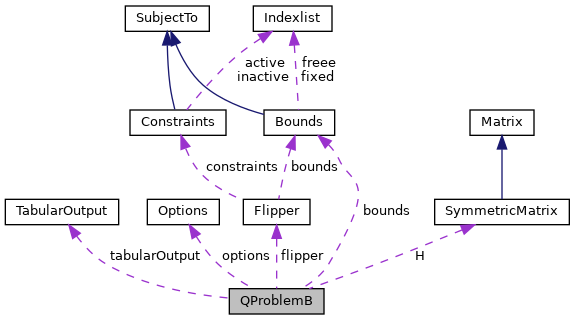 SubjectTo
Indexlist
active
inactive
freee
fixed
Constraints
Bounds
Matrix
constraints
bounds
TabularOutput
Options
Flipper
bounds
SymmetricMatrix
tabularOutput
options
flipper
H
QProblemB